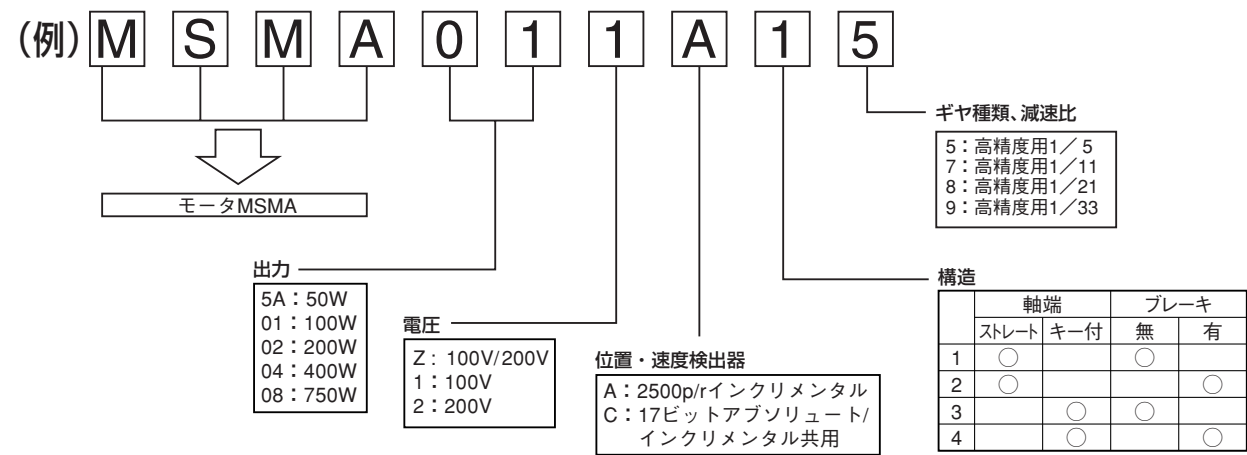 (例) M S M A 0 1 1 A 1 5
モータMSMA
出力
5A：50W
01：100W
02：200W
04：400W
08：750W
電圧
Z：100V/200V
1：100V
2：200V
位置・速度検出器
A：2500p/rインクリメンタル
C：17ビットアブソリュート/
インクリメンタル共用
ギヤ種類、減速比
5：高精度用1／5
7：高精度用1／11
8：高精度用1／21
9：高精度用1／33
構造
軸端 ブレーキ
ストレート キー付 無 有
1 ○ ○
2 ○ ○
3 ○ ○
4 ○ ○